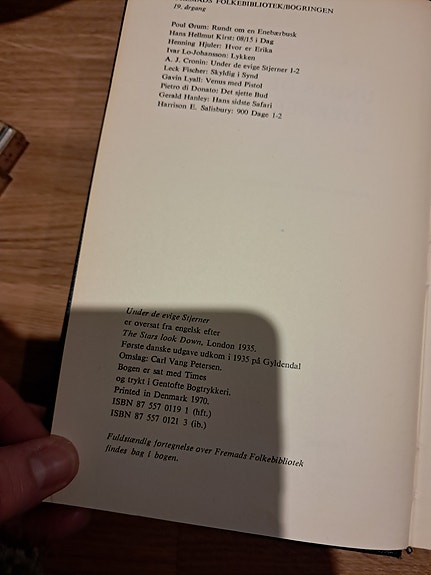 FOLKEBIBLIOTEK/BOGRINGEN
19. årgang
Poul Ørum: Rundt om en Enebærbusk
Hans Hellmut Kirst: 08/15 i Dag
Henning Hjuler: Hvor er Erika
Ivar Lo-Johansson: Lykken
A. J. Cronin: Under de evige Stjerner 1-2
Leck Fischer: Skyldig i Synd
Gavin Lyall: Venus med Pistol
Pietro di Donato: Det sjette Bud
Gerald Hanley: Hans sidste Safari
Harrison E. Salisbury: 900 Dage 1-2
Under de evige Stjerner
er oversat fra engelsk efter
The Stars look Down, London 1935.
Første danske udgave udkom i 1935 på Gyldendal
Omslag: Carl Vang Petersen.
Bogen er sat med Times
og trykt i Gentofte Bogtrykkeri.
Printed in Denmark 1970.
ISBN 87 557 0119 1 (hft.)
ISBN 87 557 0121 3 (ib.)
Fuldstændig fortegnelse over Fremads Folkebibliotek
findes bag i bogen.